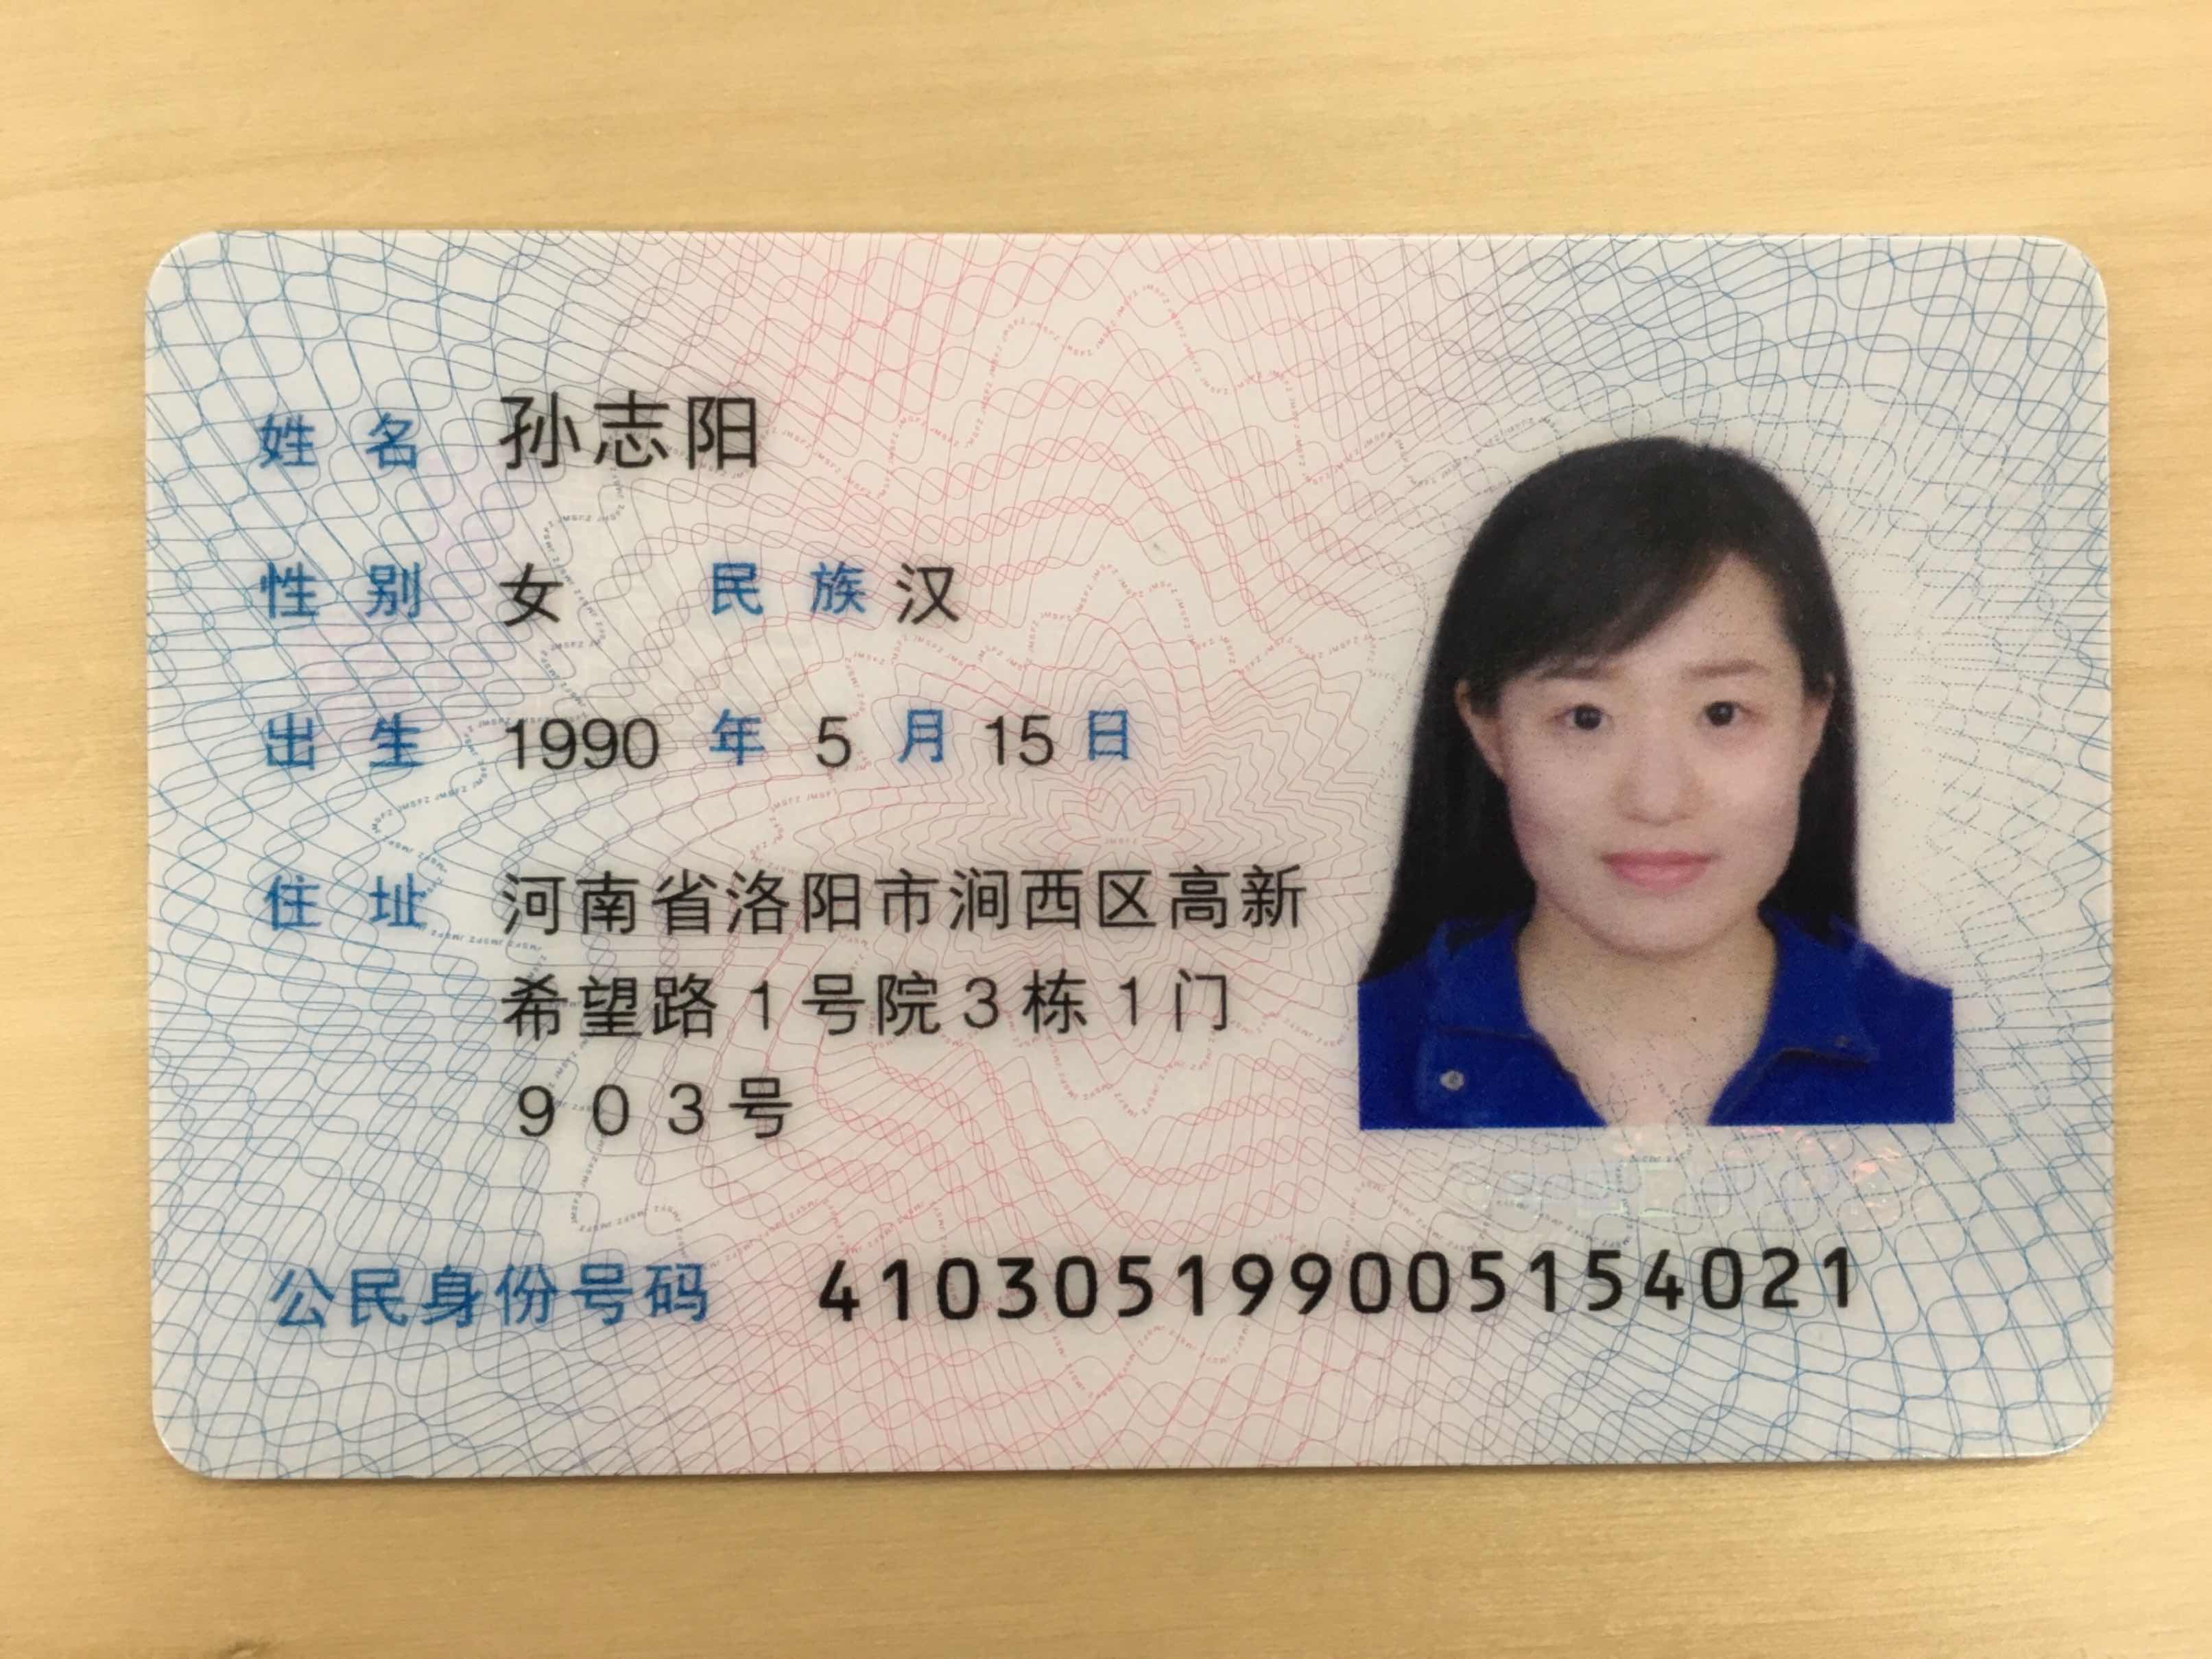 姓名 孙志阳
性别 女 民族 汉
出生 1990 年 5 月 15 日
住址 河南省洛阳市涧西区高新
希望路1号院3栋1门
903号
公民身份号码 410305199005154021